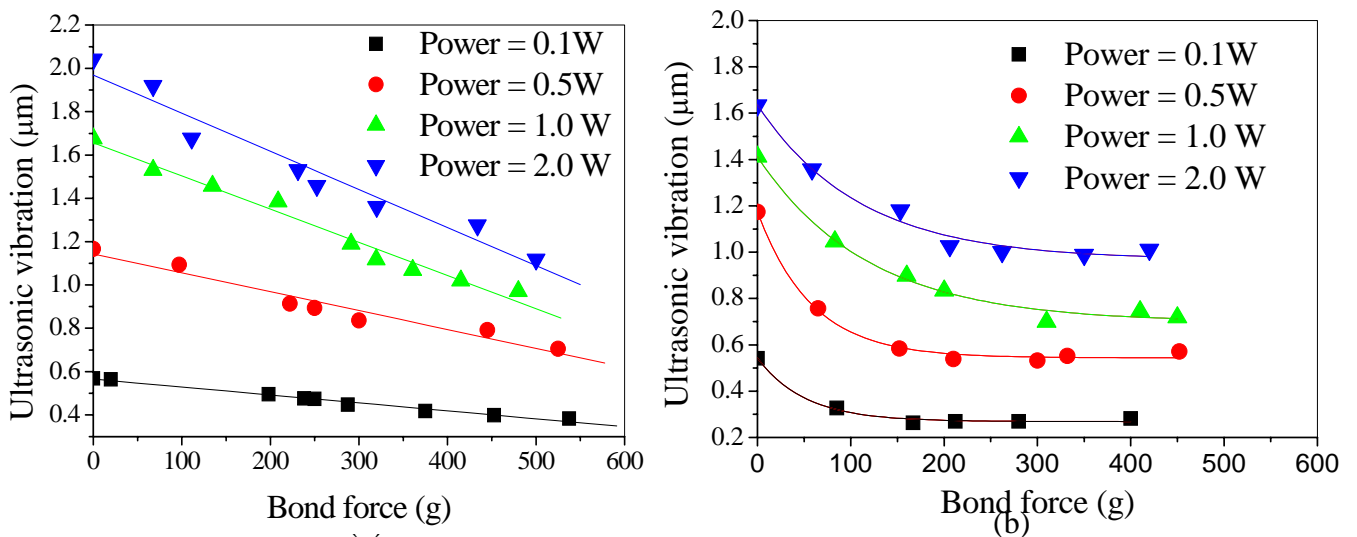 2.2
2.0
1.8
1.6
1.4
1.2
1.0
0.8
0.6
0.4
Ultrasonic vibration (μm)
Power = 0.1W
Power = 0.5W
Power = 1.0 W
Power = 2.0 W
0 100 200 300 400 500 600
Bond force (g)
2.0
1.8
1.6
1.4
1.2
1.0
0.8
0.6
0.4
0.2
Ultrasonic vibration (μm)
Power = 0.1W
Power = 0.5W
Power = 1.0 W
Power = 2.0 W
0 100 200 300 400 500 600
Bond force (g)
(b)